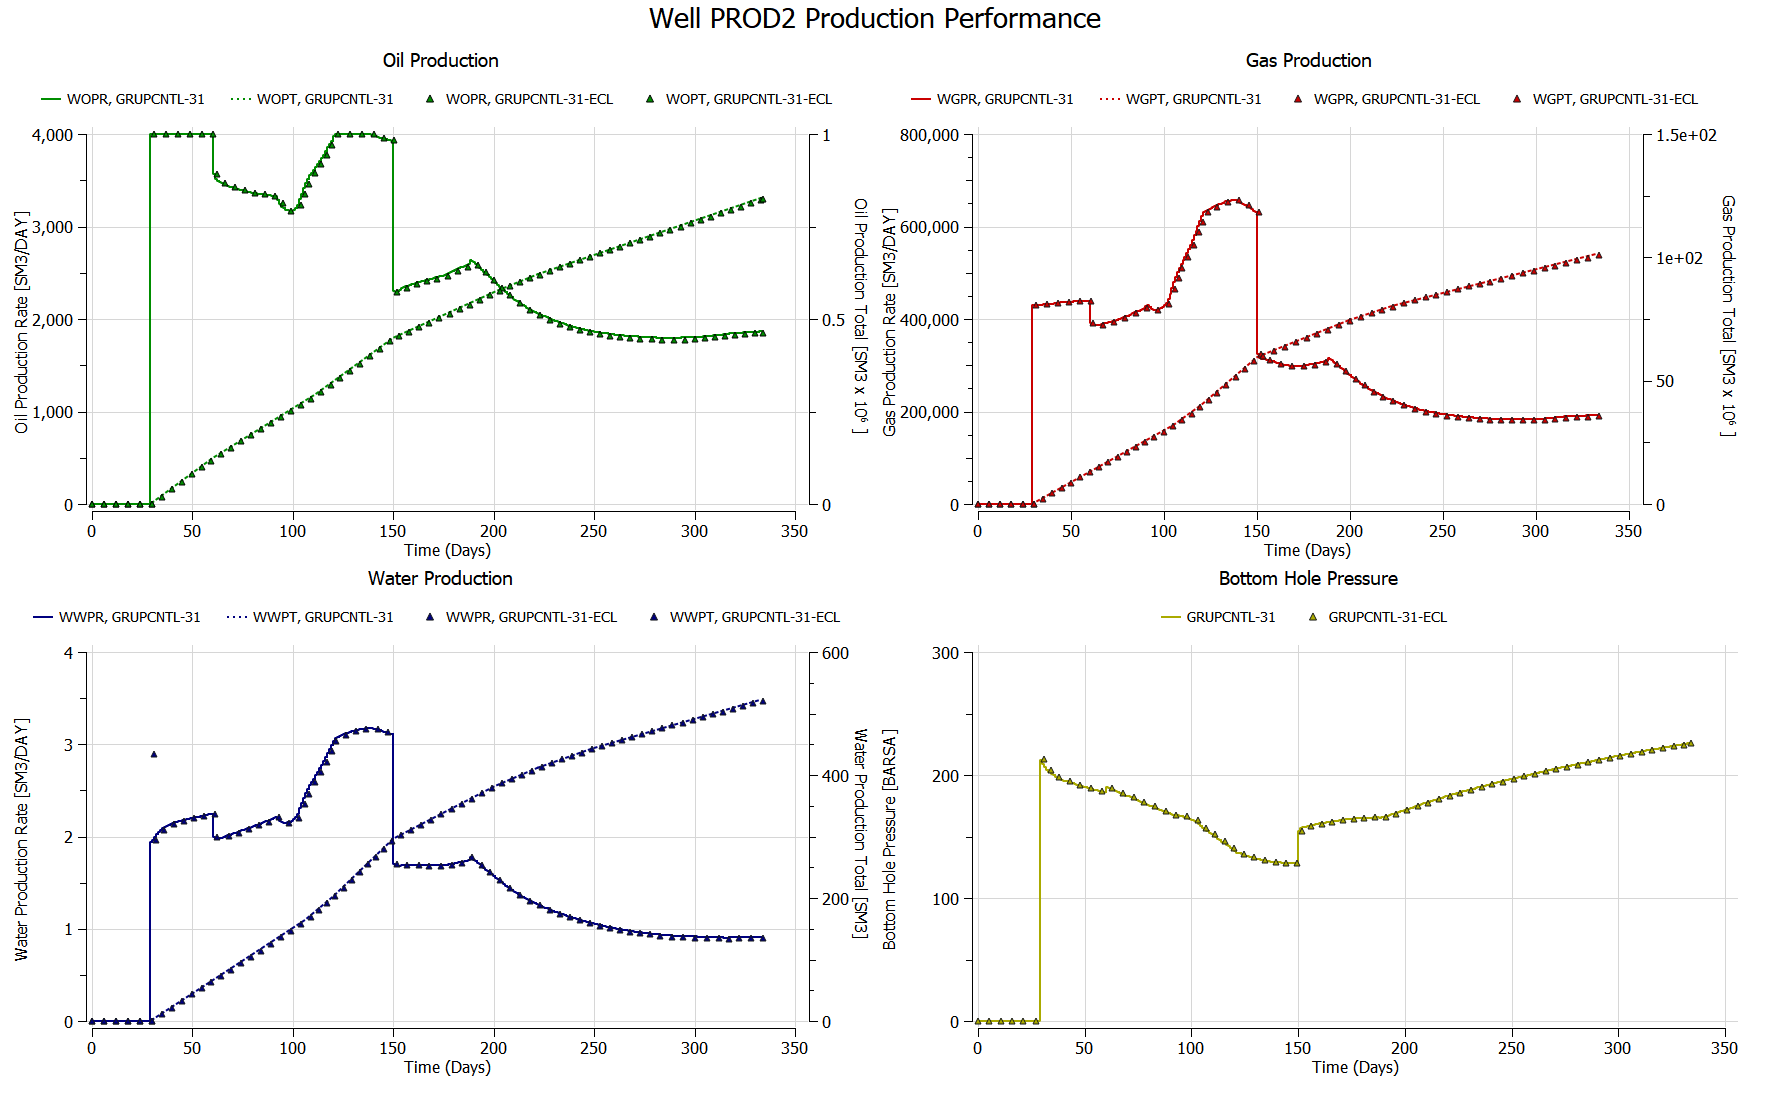 Well PROD2 Production Performance
Oil Production
WOPR, GRUPCNTL-31 WOPT, GRUPCNTL-31 WOPR, GRUPCNTL-31-ECL WOPT, GRUPCNTL-31-ECL
4,000
3,000
2,000
1,000
0
Oil Production Rate [SM3/DAY]
1
0.5
0
Oil Production Total [SM3 x 10⁶ ]
0 50 100 150 200 250 300 350
Time (Days)
Gas Production
WGPR, GRUPCNTL-31 WGPT, GRUPCNTL-31 WGPR, GRUPCNTL-31-ECL WGPT, GRUPCNTL-31-ECL
800,000
600,000
400,000
200,000
0
Gas Production Rate [SM3/DAY]
1.5e+02
1e+02
50
0
Gas Production Total [SM3 x 10⁶ ]
0 50 100 150 200 250 300 350
Time (Days)
Water Production
WWPR, GRUPCNTL-31 WWPT, GRUPCNTL-31 WWPR, GRUPCNTL-31-ECL WWPT, GRUPCNTL-31-ECL
4
3
2
1
0
Water Production Rate [SM3/DAY]
600
400
200
0
Water Production Total [SM3]
0 50 100 150 200 250 300 350
Time (Days)
Bottom Hole Pressure
GRUPCNTL-31 GRUPCNTL-31-ECL
300
200
100
0
Bottom Hole Pressure [BARSA]
0 50 100 150 200 250 300 350
Time (Days)